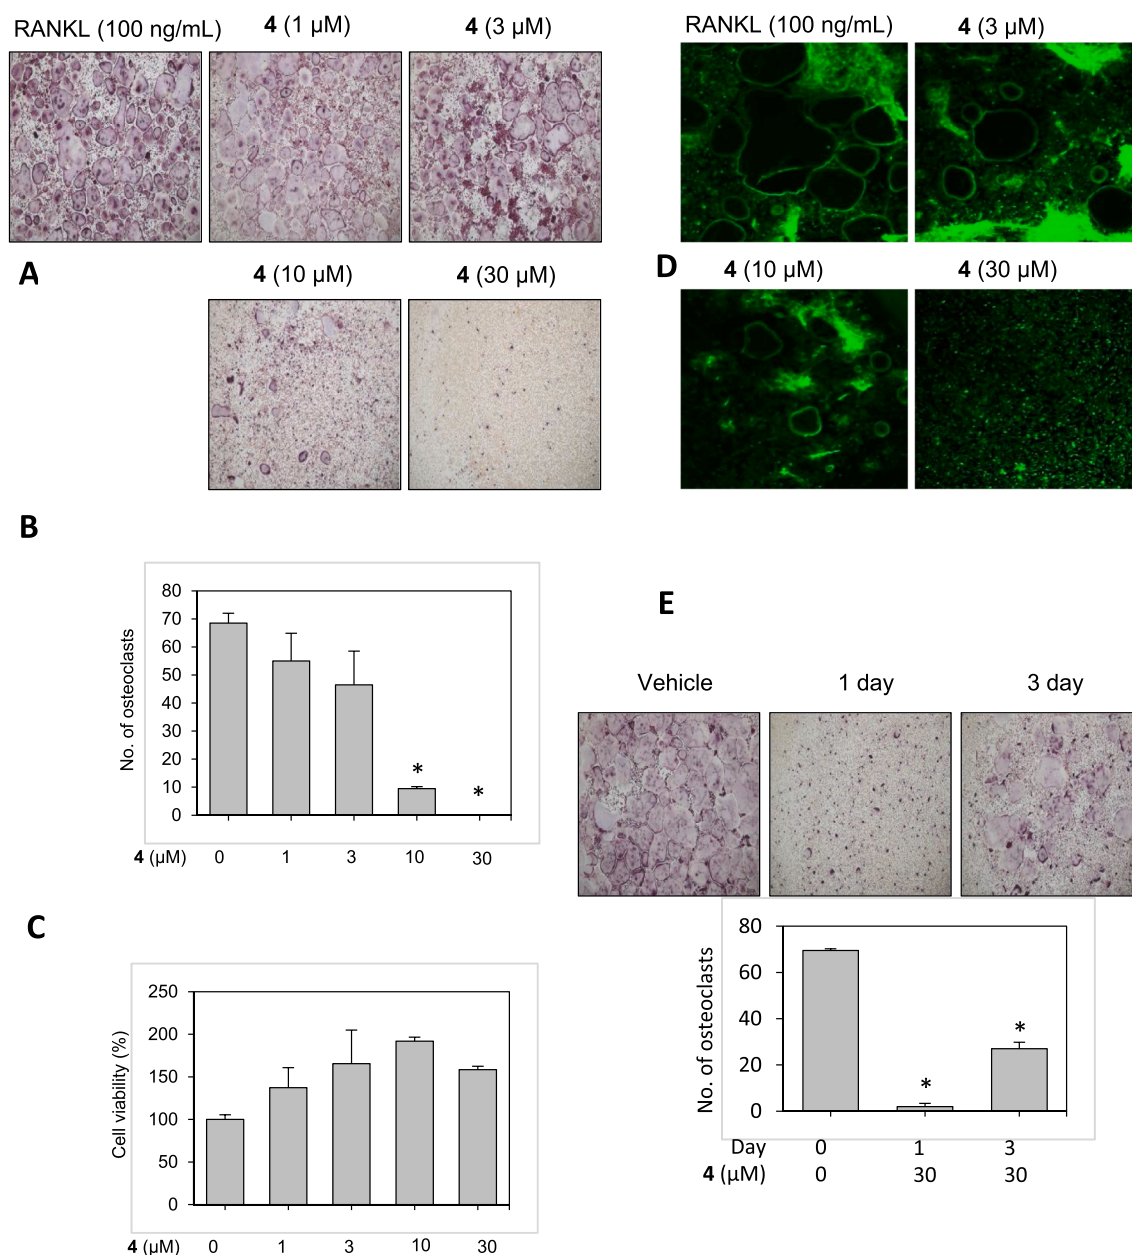 RANKL (100 ng/mL) 4 (1 µM) 4 (3 µM)
A
4 (10 µM) 4 (30 µM)
RANKL (100 ng/mL) 4 (3 µM)
D
4 (10 µM) 4 (30 µM)
B
80
70
60
50
40
30
20
10
0
No. of osteoclasts
* *
4 (µM) 0 1 3 10 30
C
250
200
150
100
50
0
Cell viability (%)
4 (µM) 0 1 3 10 30
E
Vehicle 1 day 3 day
80
60
40
20
0
No. of osteoclasts
* *
Day 0 1 3
4 (µM) 0 30 30